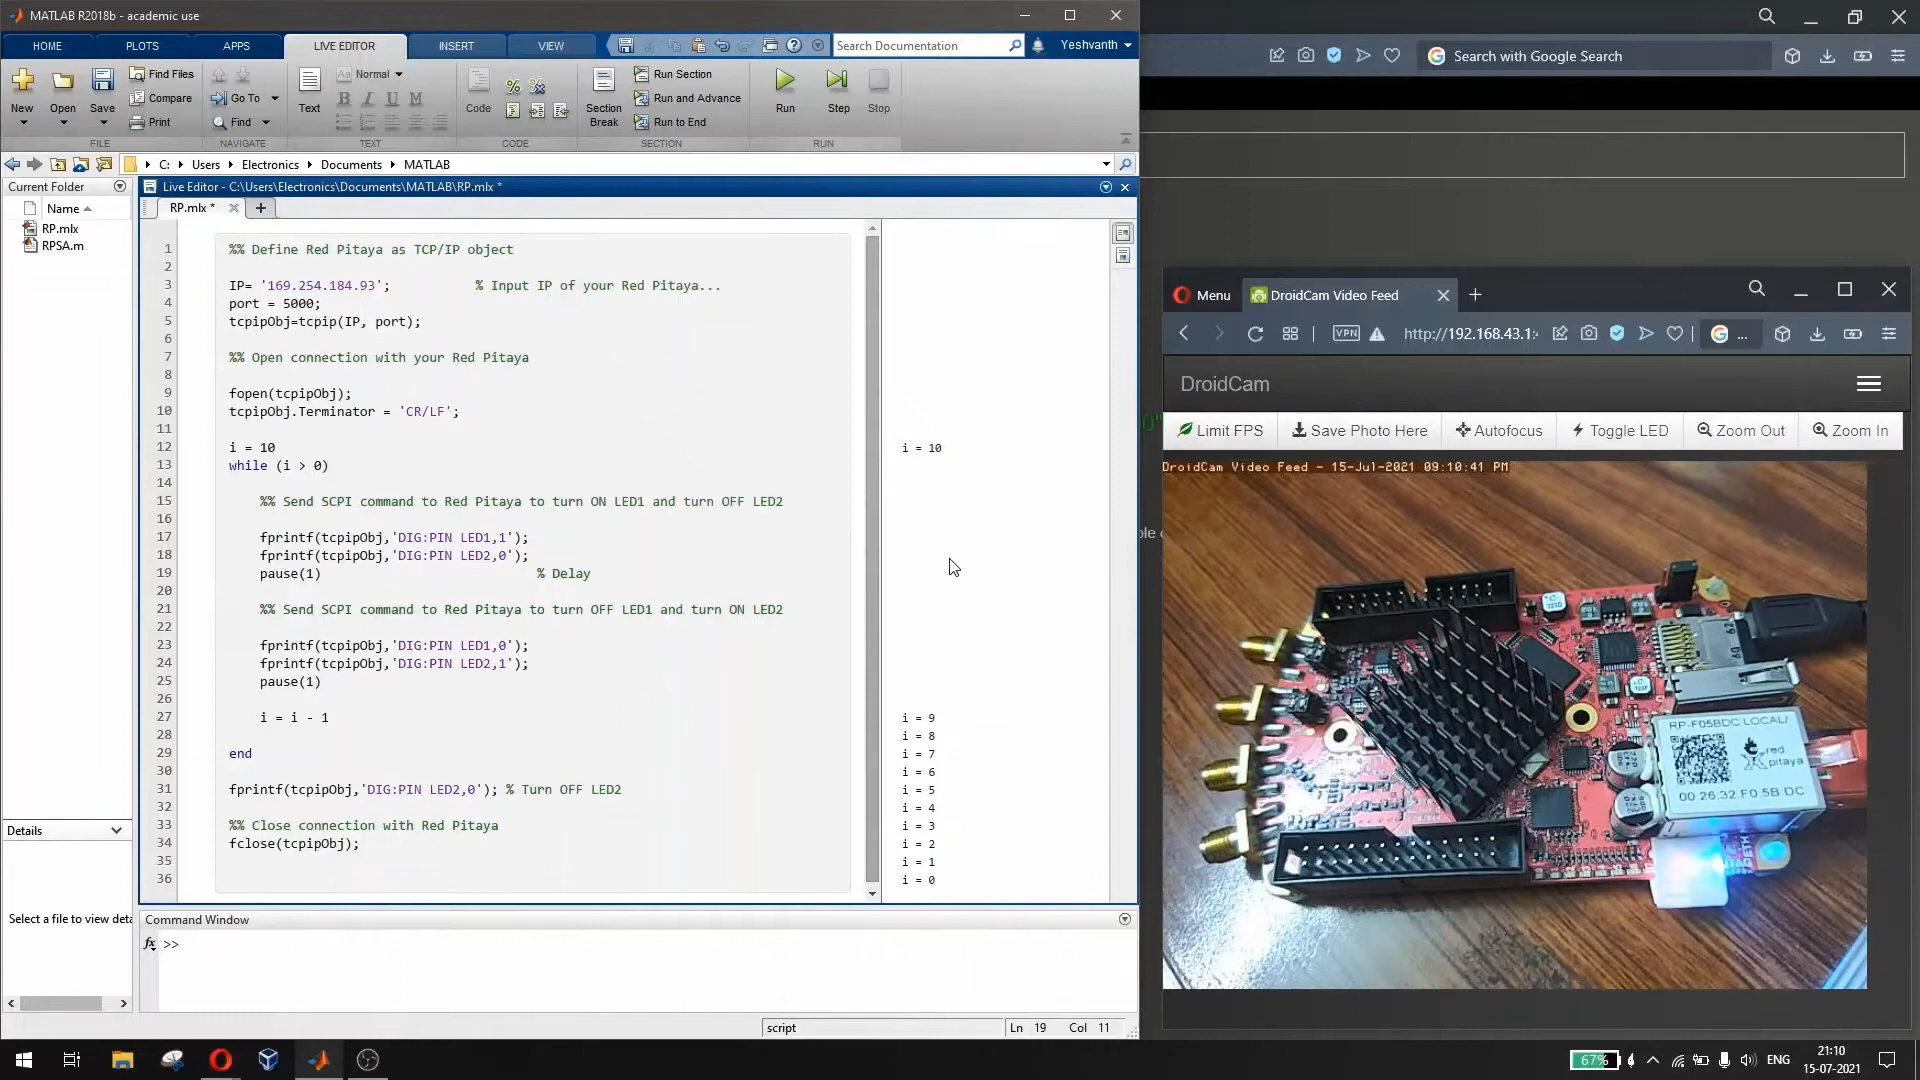 MATLAB R2018b - academic use
HOME PLOTS APPS LIVE EDITOR INSERT VIEW Search Documentation Yeshvanth
New Open Save Find Files Compare Print
Go To Find
Text Normal B I U M
Code
Section Break Run Section Run and Advance Run to End
Run Step Stop
FILE NAVIGATE TEXT CODE SECTION RUN
C: Users Electronics Documents MATLAB
Current Folder
Name
RP.mlx
RPSA.m
Details
Select a file to view deta
Live Editor - C:\Users\Electronics\Documents\MATLAB\RP.mlx *
RP.mlx * +
1 %% Define Red Pitaya as TCP/IP object
2
3 IP= '169.254.184.93'; % Input IP of your Red Pitaya...
4 port = 5000;
5 tcpipObj=tcpip(IP, port);
6
7 %% Open connection with your Red Pitaya
8
9 fopen(tcpipObj);
10 tcpipObj.Terminator = 'CR/LF';
11
12 i = 10 i = 10
13 while (i > 0)
14
15 %% Send SCPI command to Red Pitaya to turn ON LED1 and turn OFF LED2
16
17 fprintf(tcpipObj,'DIG:PIN LED1,1');
18 fprintf(tcpipObj,'DIG:PIN LED2,0');
19 pause(1) % Delay
20
21 %% Send SCPI command to Red Pitaya to turn OFF LED1 and turn ON LED2
22
23 fprintf(tcpipObj,'DIG:PIN LED1,0');
24 fprintf(tcpipObj,'DIG:PIN LED2,1');
25 pause(1)
26
27 i = i - 1 i = 9
28 i = 8
29 end i = 7
30 i = 6
31 fprintf(tcpipObj,'DIG:PIN LED2,0'); % Turn OFF LED2 i = 5
32 i = 4
33 %% Close connection with Red Pitaya i = 3
34 fclose(tcpipObj); i = 2
35 i = 1
36 i = 0
Command Window
fx >>
script Ln 19 Col 11
Search with Google Search
Menu DroidCam Video Feed
VPN http://192.168.43.1: ...
DroidCam
Limit FPS Save Photo Here Autofocus Toggle LED Zoom Out Zoom In
DroidCam Video Feed - 15-Jul-2021 09:10:41 PM
RP-F05BDC.LOCAL/
red pitaya
00 26:32 F0 5B DC
67% ENG
21:10
15-07-2021